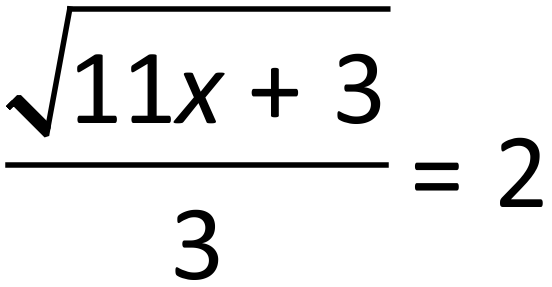 √11x + 3
3
= 2